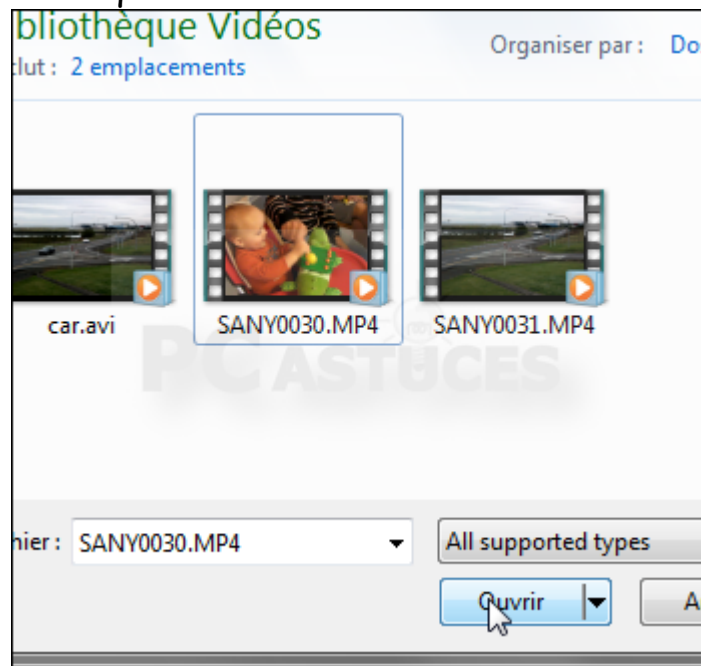 bliothèque Vidéos
clut : 2 emplacements
Organiser par :
car.avi
SANY0030.MP4
SANY0031.MP4
PC ASTUCES
hier : SANY0030.MP4
All supported types
Ouvrir